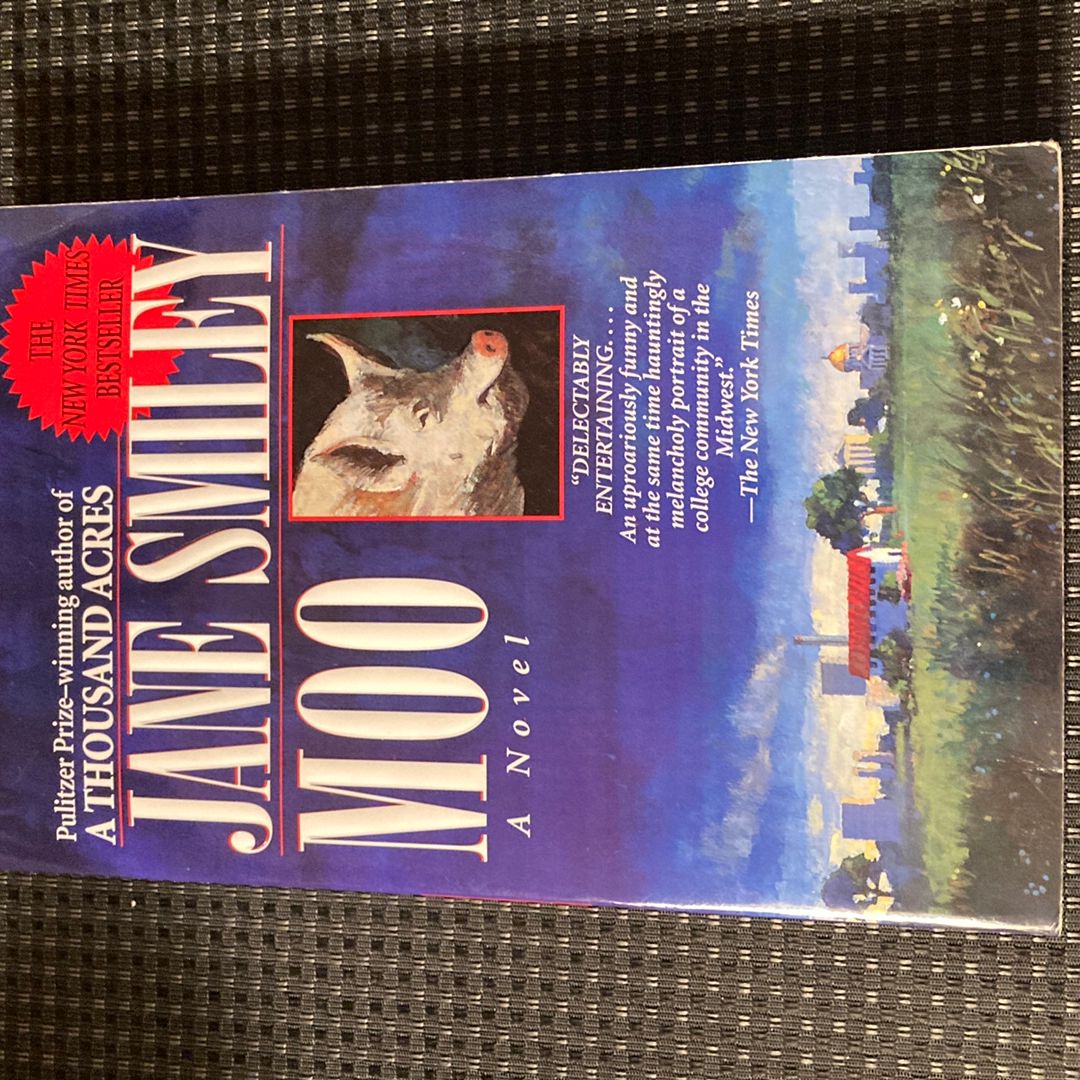 THE
NEW YORK TIMES
BESTSELLER
Pulitzer Prize–winning author of
A THOUSAND ACRES
JANE SMILEY
MOO
A Novel
“DELECTABLY
ENTERTAINING. . . .
An uproariously funny and
at the same time hauntingly
melancholy portrait of a
college community in the
Midwest.”
—The New York Times